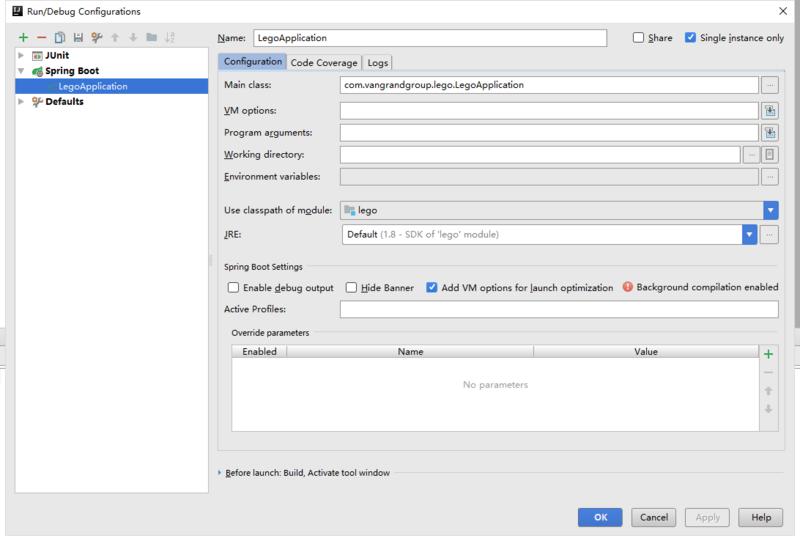 Run/Debug Configurations
Name: LegoApplication
Share
Single instance only
JUnit
Spring Boot
LegoApplication
Defaults
Configuration Code Coverage Logs
Main class: com.vangrandgroup.lego.LegoApplication
VM options:
Program arguments:
Working directory:
Environment variables:
Use classpath of module: lego
JRE: Default (1.8 - SDK of 'lego' module)
Spring Boot Settings
Enable debug output Hide Banner Add VM options for launch optimization Background compilation enabled
Active Profiles:
Override parameters
Enabled Name Value
No parameters
Before launch: Build, Activate tool window
OK Cancel Apply Help